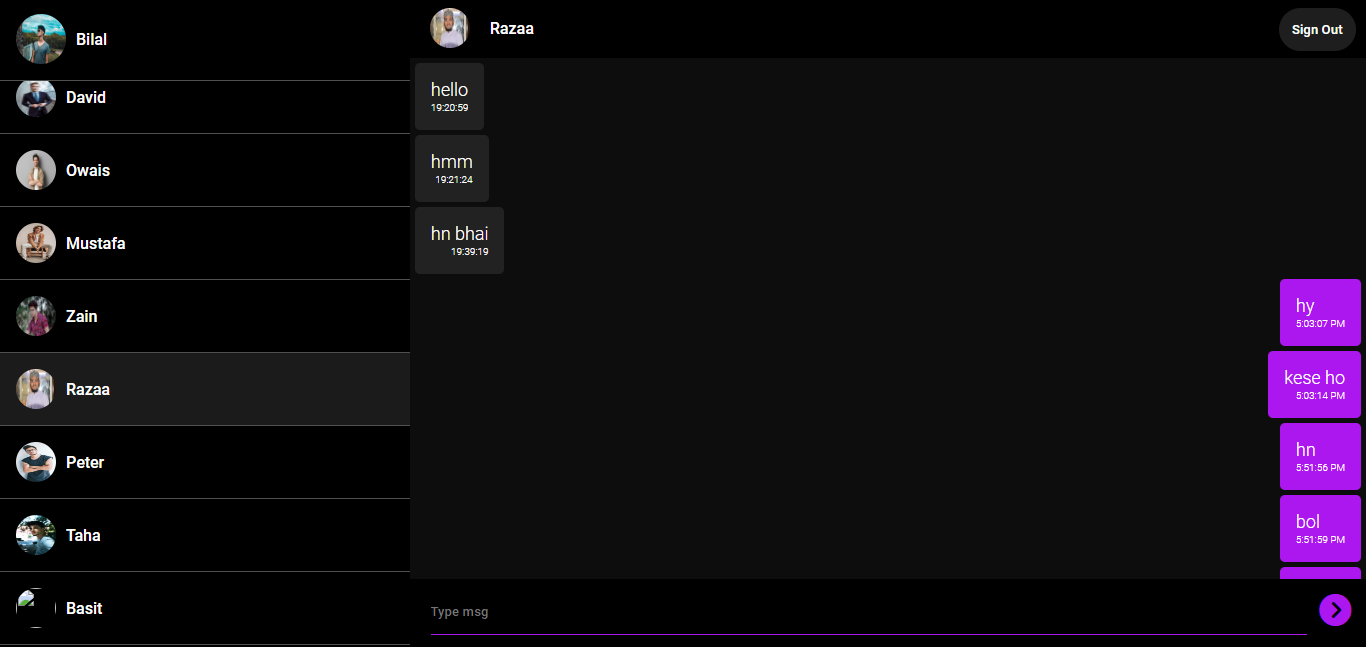 Bilal
David
Owais
Mustafa
Zain
Razaa
Peter
Taha
Basit
Razaa
Sign Out
hello
19:20:59
hmm
19:21:24
hn bhai
19:39:19
hy
5:03:07 PM
kese ho
5:03:14 PM
hn
5:51:56 PM
bol
5:51:59 PM
Type msg